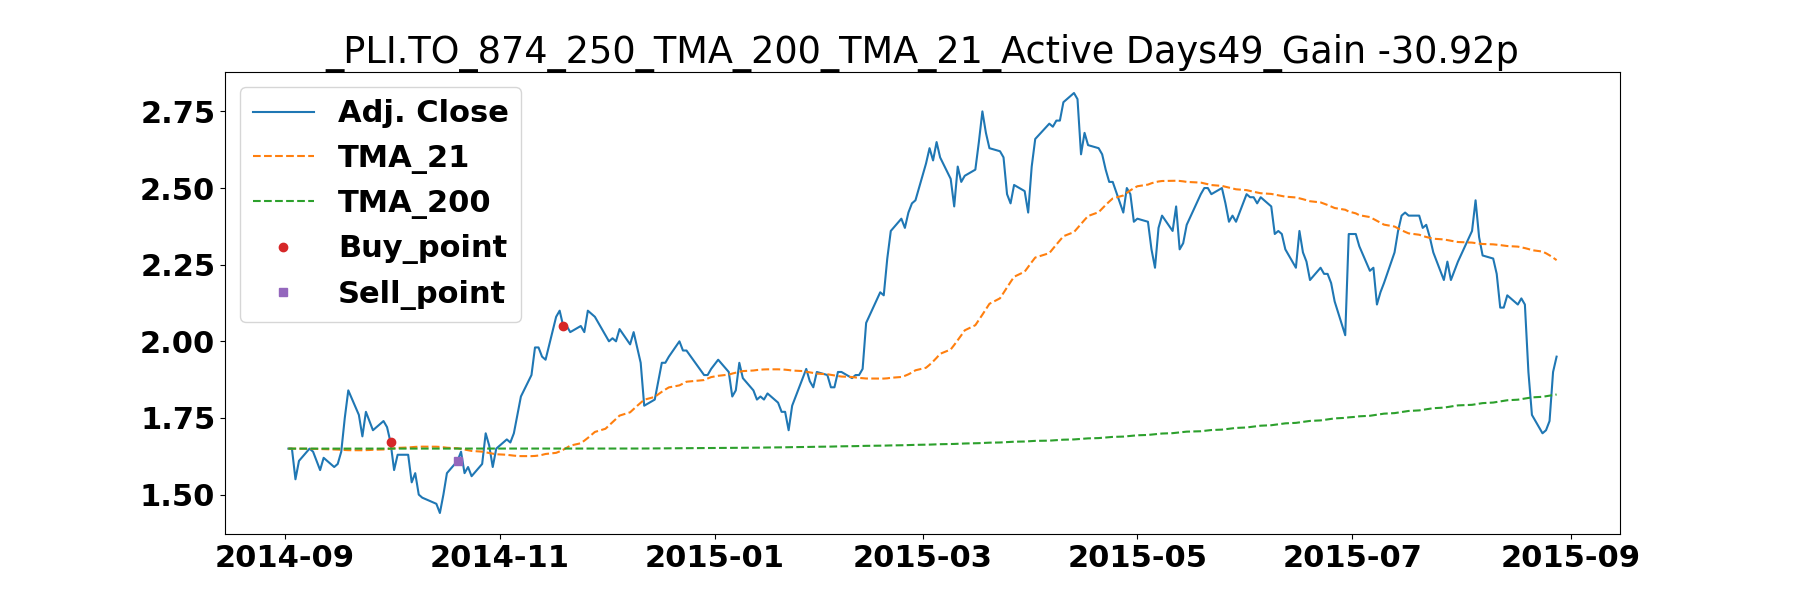 _PLI.TO_874_250_TMA_200_TMA_21_Active Days49_Gain -30.92p
Adj. Close
TMA_21
TMA_200
Buy_point
Sell_point
2.75
2.50
2.25
2.00
1.75
1.50
2014-09 2014-11 2015-01 2015-03 2015-05 2015-07 2015-09